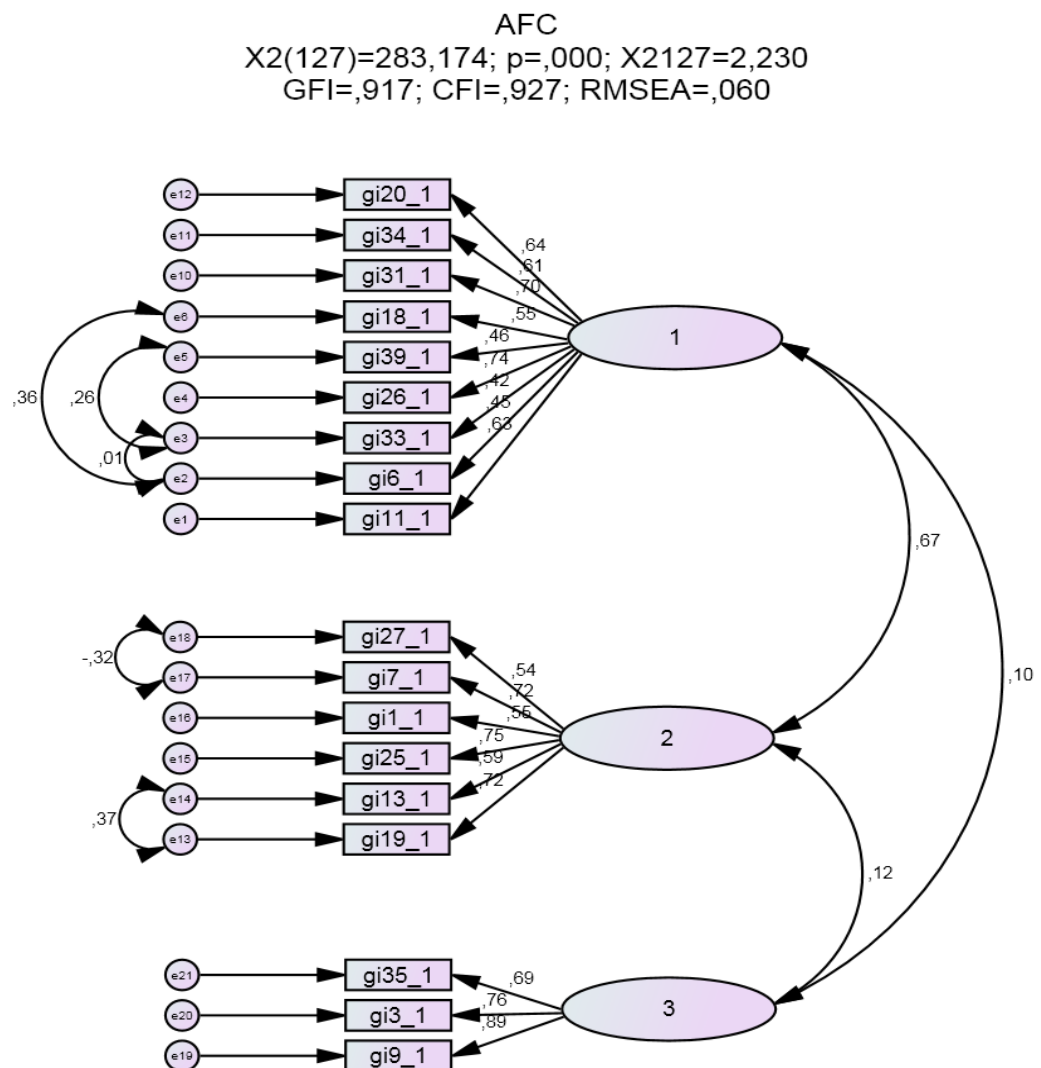 AFC
X2(127)=283,174; p=,000; X2127=2,230
GFI=,917; CFI=,927; RMSEA=,060
e12 gi20_1
,64
e11 gi34_1
,61
e10 gi31_1
,70
e6 gi18_1
,55
1
,46
e5 gi39_1
,74
,36 ,26 e4 gi26_1
,42
,45
e3 gi33_1
,63
,01
e2 gi6_1
e1 gi11_1
,67
e18 gi27_1
-,32
,54
,10
e17 gi7_1
,72
,55
e16 gi1_1
,75
2
e15 gi25_1
,59
,72
e14 gi13_1
,37
e13 gi19_1
,12
e21 gi35_1
,69
,76
3
e20 gi3_1
,89
e19 gi9_1